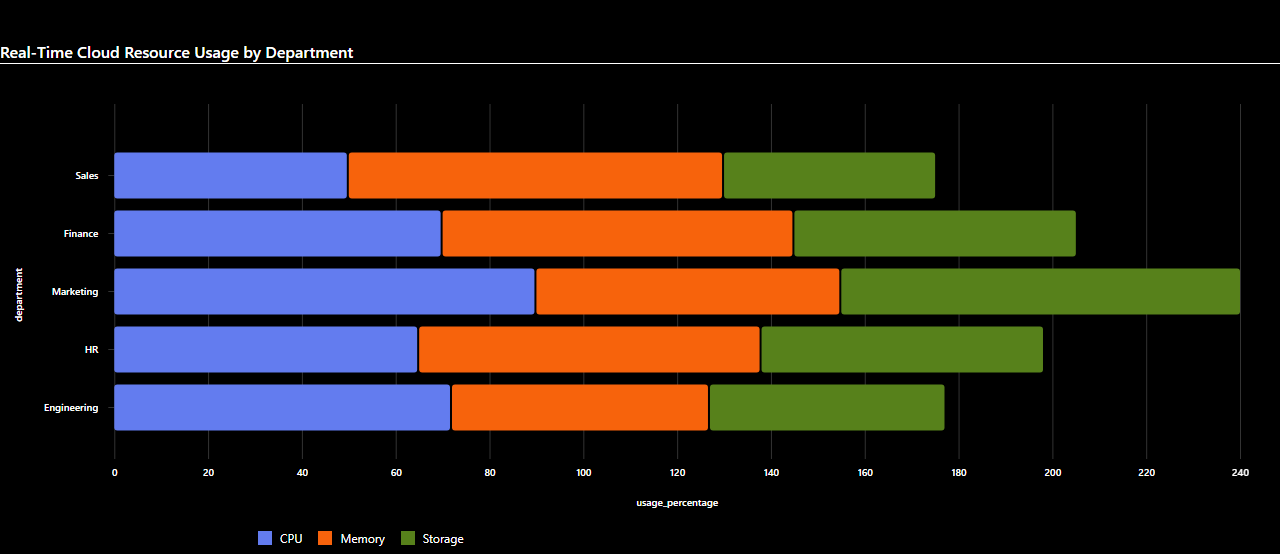 Real-Time Cloud Resource Usage by Department
Sales
Finance
Marketing
HR
Engineering
department
0 20 40 60 80 100 120 140 160 180 200 220 240
usage_percentage
CPU Memory Storage